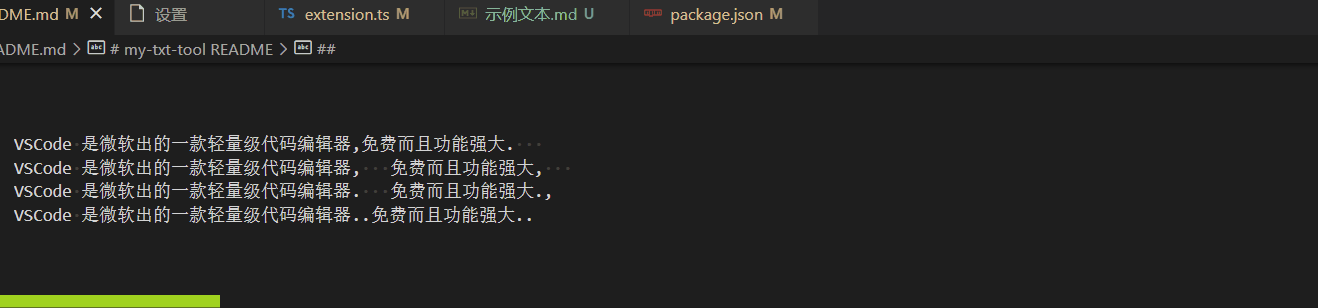 DME.md M 设置 TS extension.ts M 示例文本.md U package.json M
ADME.md > # my-txt-tool README > ##
VSCode 是微软出的一款轻量级代码编辑器,免费而且功能强大.
VSCode 是微软出的一款轻量级代码编辑器,   免费而且功能强大,
VSCode 是微软出的一款轻量级代码编辑器.   免费而且功能强大.,
VSCode 是微软出的一款轻量级代码编辑器..免费而且功能强大..